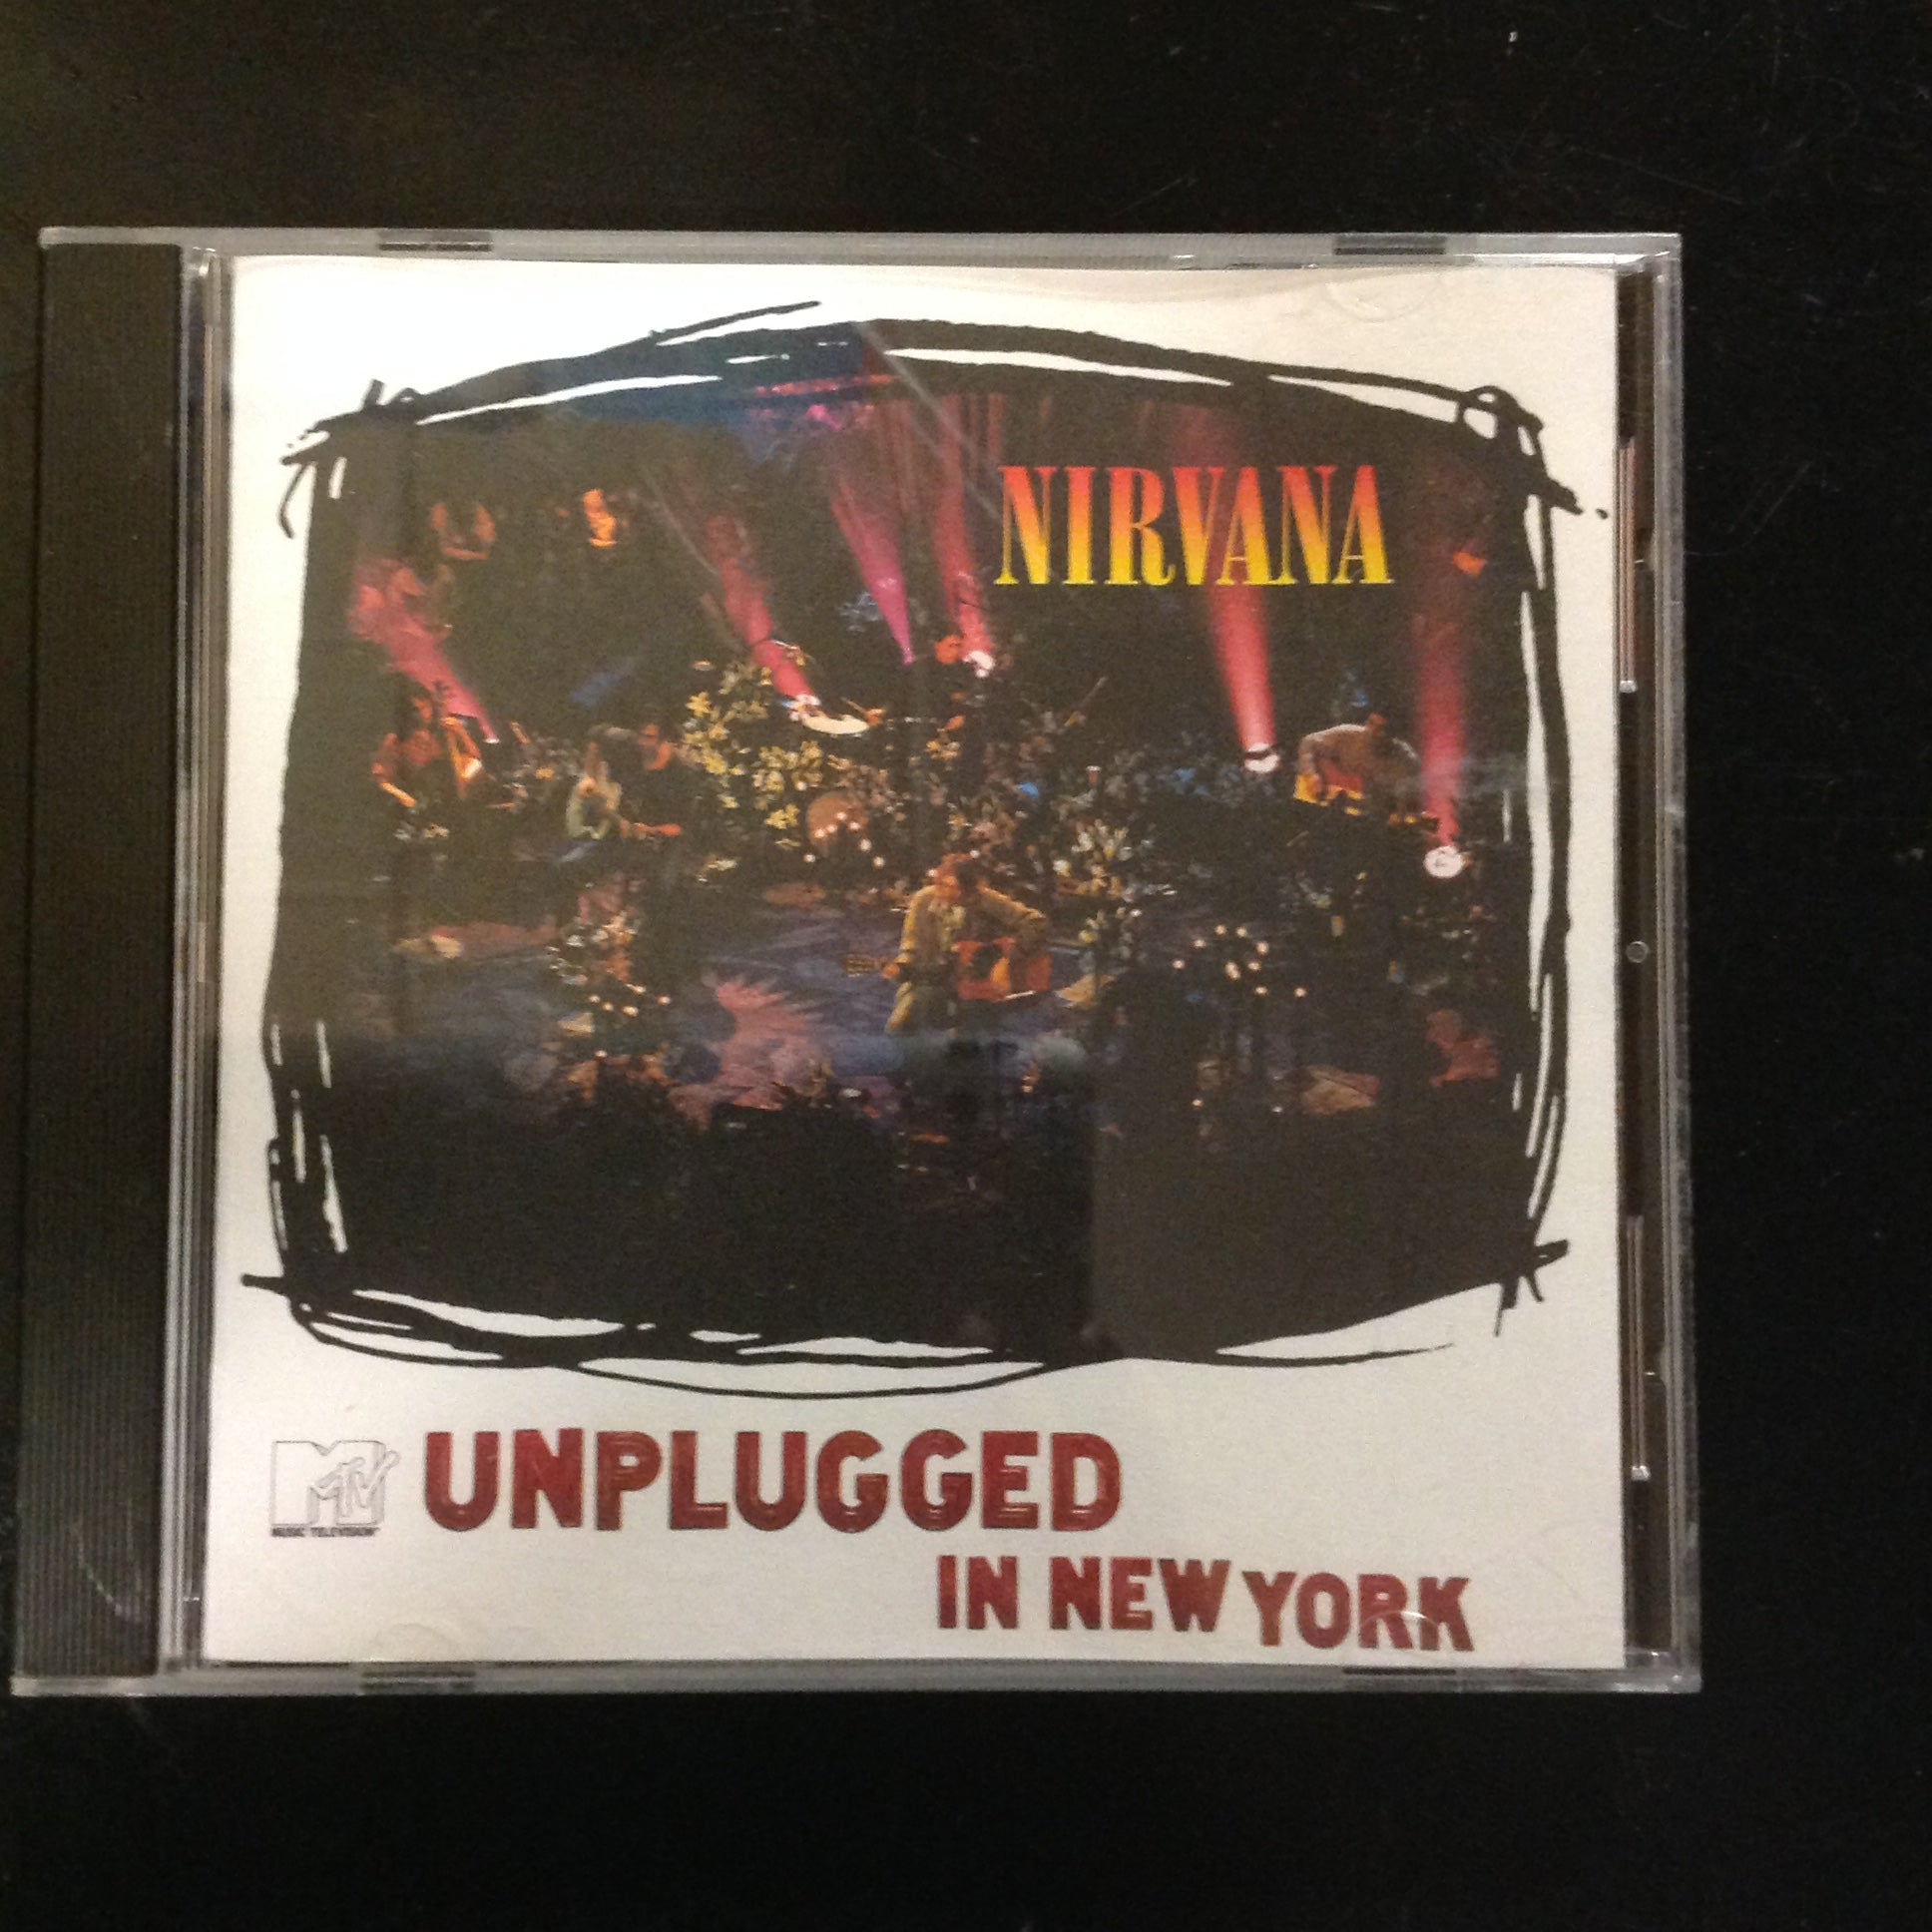 NIRVANA
MTV
MUSIC TELEVISION
UNPLUGGED
IN NEW YORK